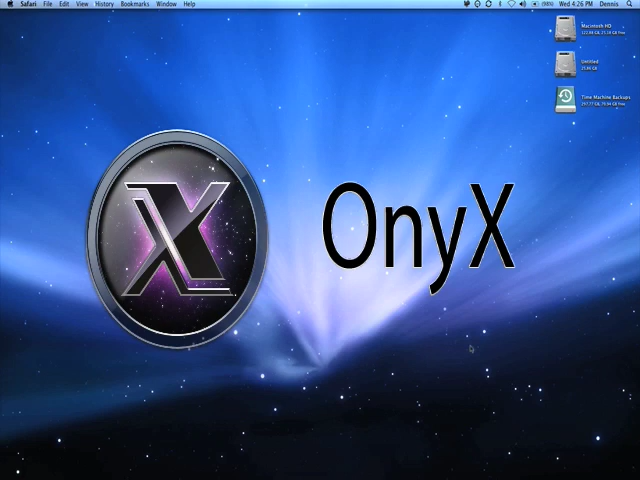 Safari File Edit View History Bookmarks Window Help (98%) Wed 4:26 PM Dennis
Macintosh HD
Untitled
Time Machine Backups
X
OnyX